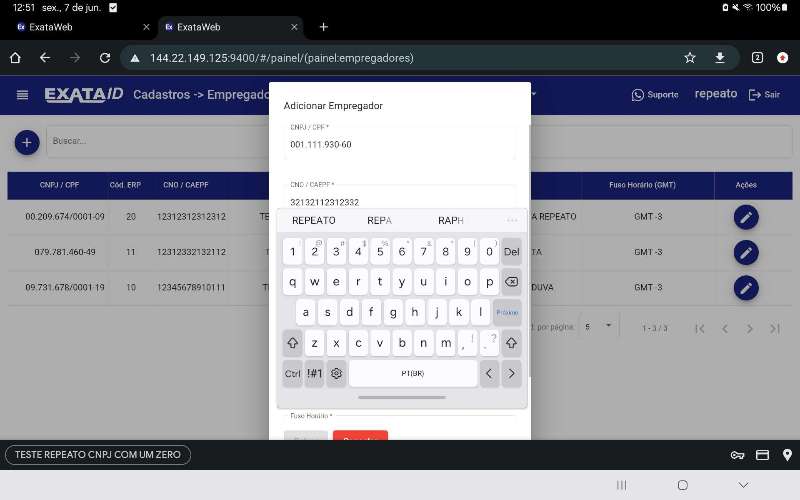 12:51 sex., 7 de jun. 100%
Ex ExataWeb
Ex ExataWeb
144.22.149.125:9400/#/painel/(painel:empregadores)
2
EXATA ID Cadastros -> Empregado Suporte repeato Sair
Adicionar Empregador
CNPJ / CPF *
001.111.930-60
Buscar...
CNPJ / CPF Cód. ERP CNO / CAEPF Fuso Horário (GMT) Ações
CNO / CAEPF *
32132112312332
00.209.674/0001-09 20 12312312312312 TE A REPEATO GMT -3
079.781.460-49 11 12312332132112 TA GMT -3
09.731.678/0001-19 10 12345678910111 DUVA GMT -3
por página: 5 1 - 3 / 3
REPEATO REPA RAPH ...
1 2 3 4 5 6 7 8 9 0 Del
q w e r t y u i o p
a s d f g h j k l Próximo
z x c v b n m , ! . ?
Ctrl !#1 PT(BR) < >
Fuso Horário *
TESTE REPEATO CNPJ COM UM ZERO